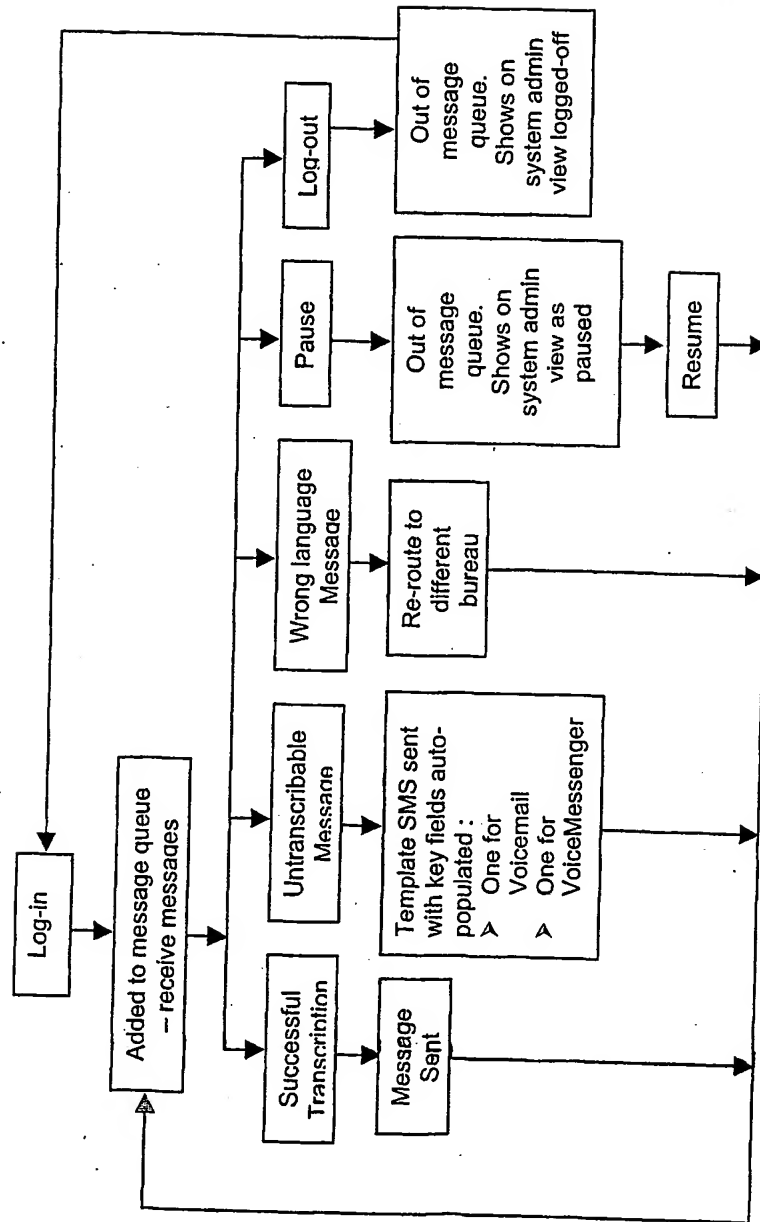 Log-in
Added to message queue
– receive messages
Successful
Transcription
Message
Sent
Untranscribable
Message
Template SMS sent
with key fields auto-
populated :
➤ One for
Voicemail
➤ One for
VoiceMessenger
Wrong language
Message
Re-route to
different
bureau
Pause
Out of
message
queue.
Shows on
system admin
view as
paused
Resume
Log-out
Out of
message
queue.
Shows on
system admin
view logged-off